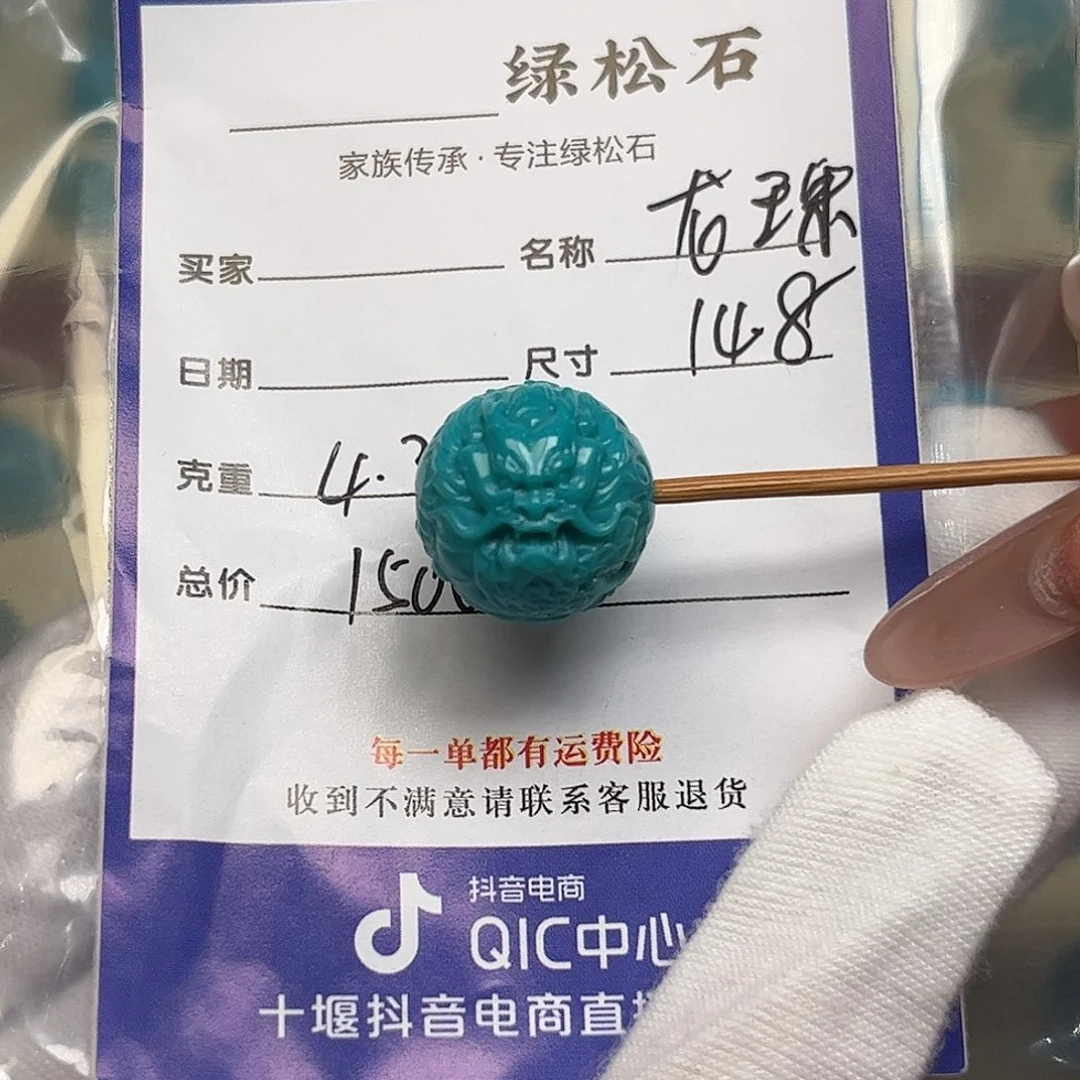 绿松石
家族传承·专注绿松石
买家 名称 龙珠
日期 尺寸 14.8
克重 4.
总价 150
每一单都有运费险
收到不满意请联系客服退货
抖音电商
QIC中心
十堰抖音电商直